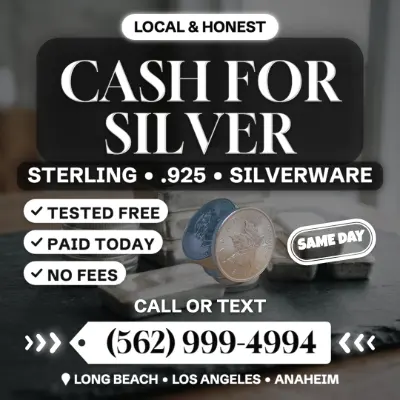 LOCAL & HONEST
CASH FOR
SILVER
STERLING • .925 • SILVERWARE
✓ TESTED FREE
✓ PAID TODAY
✓ NO FEES
SAME DAY
CALL OR TEXT
(562) 999-4994
LONG BEACH • LOS ANGELES • ANAHEIM